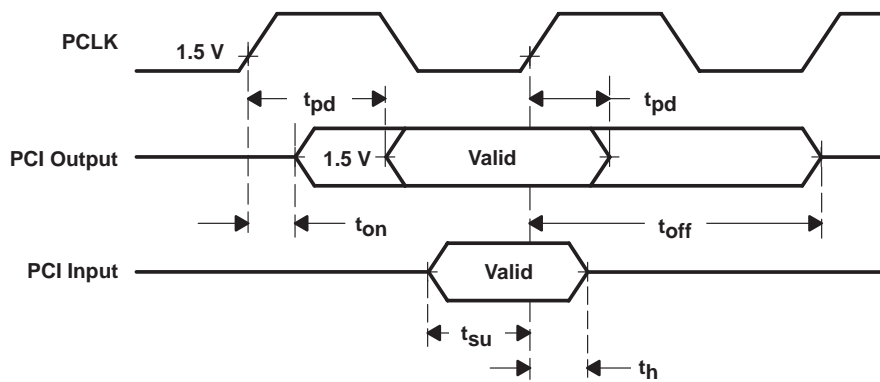 PCLK
1.5 V
tpd
tpd
PCI Output
1.5 V
Valid
ton
toff
PCI Input
Valid
tsu
th